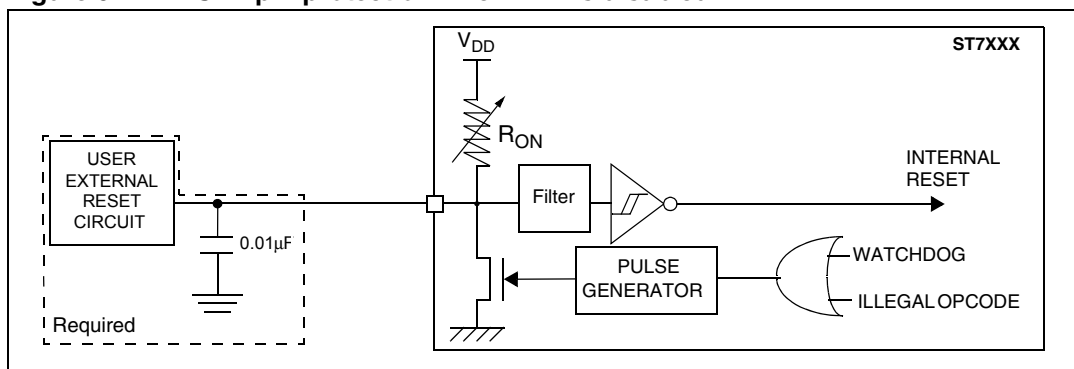 V_DD
ST7XXX
R_ON
USER
EXTERNAL
RESET
CIRCUIT
0.01µF
Required
Filter
INTERNAL
RESET
PULSE
GENERATOR
WATCHDOG
ILLEGAL OPCODE